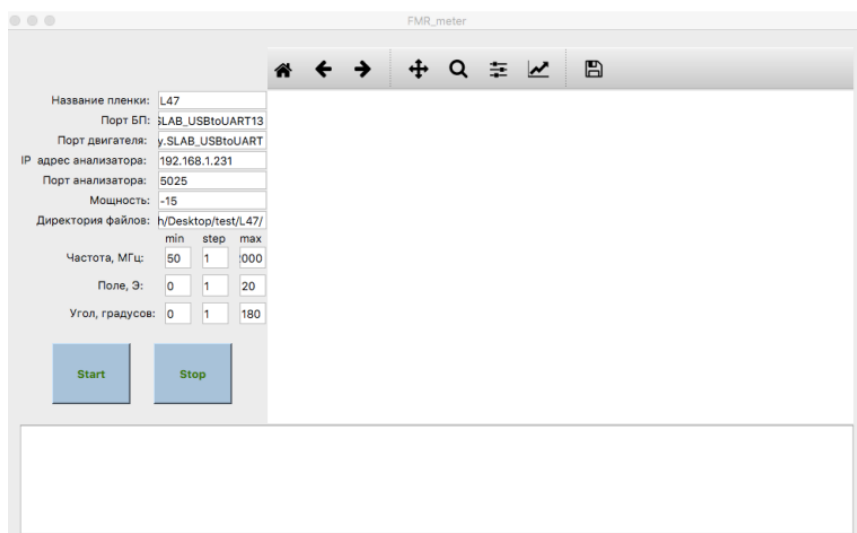 FMR_meter
Название пленки: L47
Порт БП: SLAB_USBtoUART13
Порт двигателя: y.SLAB_USBtoUART
IP адрес анализатора: 192.168.1.231
Порт анализатора: 5025
Мощность: -15
Директория файлов: h/Desktop/test/L47/
min step max
Частота, МГц: 50 1 000
Поле, Э: 0 1 20
Угол, градусов: 0 1 180
Start Stop